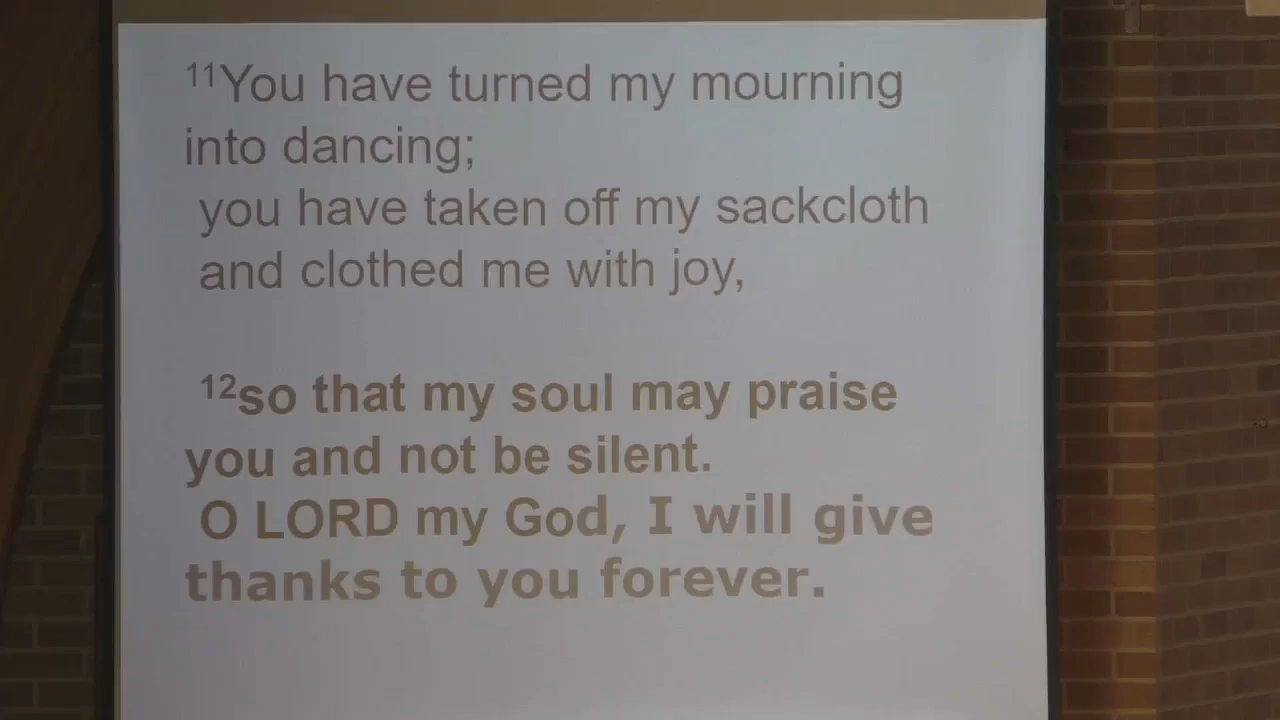 11You have turned my mourning
into dancing;
you have taken off my sackcloth
and clothed me with joy,
12so that my soul may praise
you and not be silent.
O LORD my God, I will give
thanks to you forever.